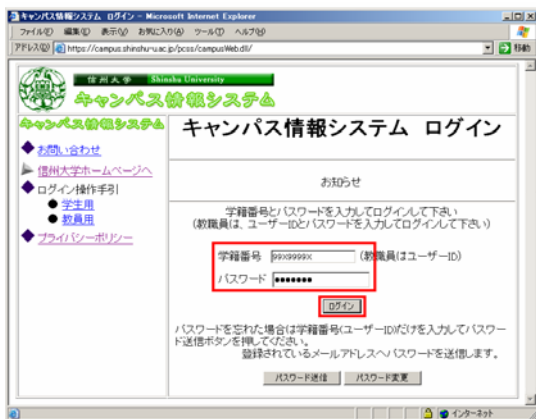 キャンパス情報システム ログイン - Microsoft Internet Explorer
ファイル(F) 編集(E) 表示(V) お気に入り(A) ツール(T) ヘルプ(H)
アドレス(D) https://campus.shinshu-u.ac.jp/pcss/campusWeb.dll/ 移動
信州大学 Shinshu University
キャンパス情報システム
キャンパス情報システム
お問い合わせ
信州大学ホームページへ
ログイン操作手引
学生用
教員用
プライバシーポリシー
キャンパス情報システム ログイン
お知らせ
学籍番号とパスワードを入力してログインして下さい
(教職員は、ユーザーIDとパスワードを入力してログインして下さい)
学籍番号 99X9999X (教職員はユーザーID)
パスワード ●●●●●●●
ログイン
パスワードを忘れた場合は学籍番号(ユーザーID)だけを入力してパスワー
ド送信ボタンを押してください。
登録されているメールアドレスへパスワードを送信します。
パスワード送信 パスワード変更
インターネット